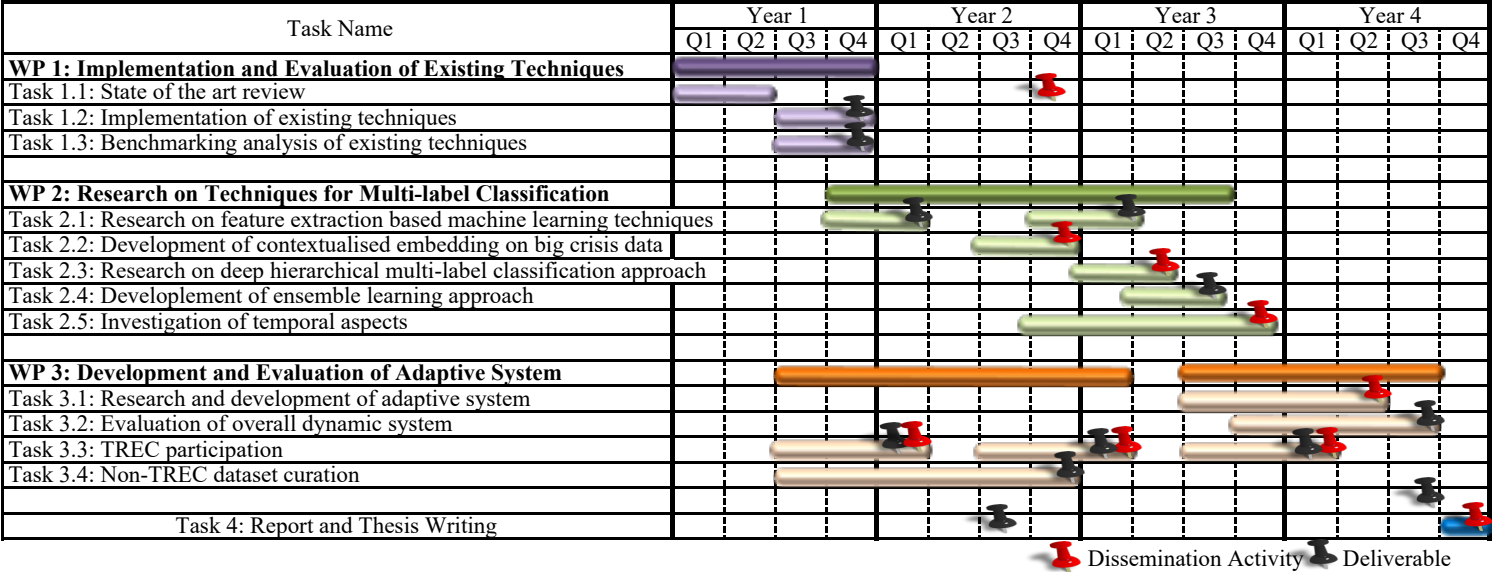 Task Name Year 1 Year 2 Year 3 Year 4
Q1 Q2 Q3 Q4 Q1 Q2 Q3 Q4 Q1 Q2 Q3 Q4 Q1 Q2 Q3 Q4
WP 1: Implementation and Evaluation of Existing Techniques
Task 1.1: State of the art review
Task 1.2: Implementation of existing techniques
Task 1.3: Benchmarking analysis of existing techniques
WP 2: Research on Techniques for Multi-label Classification
Task 2.1: Research on feature extraction based machine learning techniques
Task 2.2: Development of contextualised embedding on big crisis data
Task 2.3: Research on deep hierarchical multi-label classification approach
Task 2.4: Developlement of ensemble learning approach
Task 2.5: Investigation of temporal aspects
WP 3: Development and Evaluation of Adaptive System
Task 3.1: Research and development of adaptive system
Task 3.2: Evaluation of overall dynamic system
Task 3.3: TREC participation
Task 3.4: Non-TREC dataset curation
Task 4: Report and Thesis Writing
Dissemination Activity Deliverable